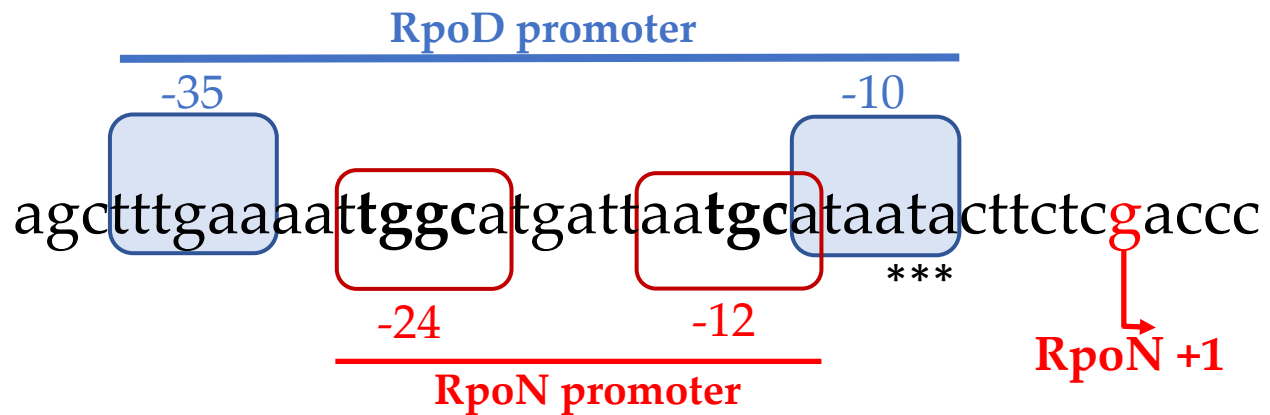 RpoD promoter
-35 -10
agctttgaaaattggcatgattaatgcataatacttctcgaccc
***
-24 -12
RpoN +1
RpoN promoter